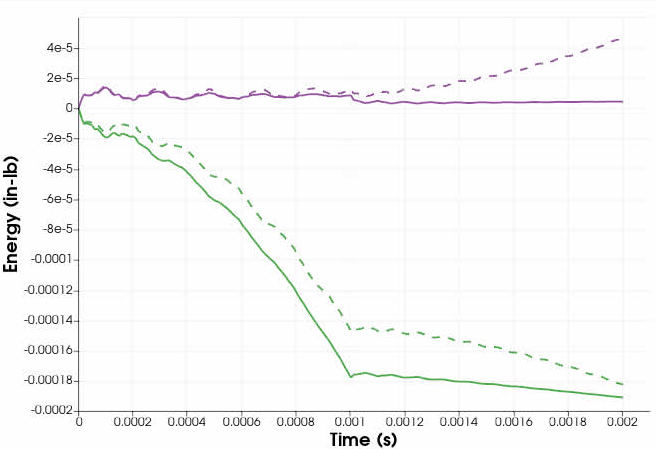 4e-5
2e-5
0
-2e-5
-4e-5
-6e-5
-8e-5
-0.0001
-0.00012
-0.00014
-0.00016
-0.00018
-0.0002
Energy (in-lb)
0 0.0002 0.0004 0.0006 0.0008 0.001 0.0012 0.0014 0.0016 0.0018 0.002
Time (s)